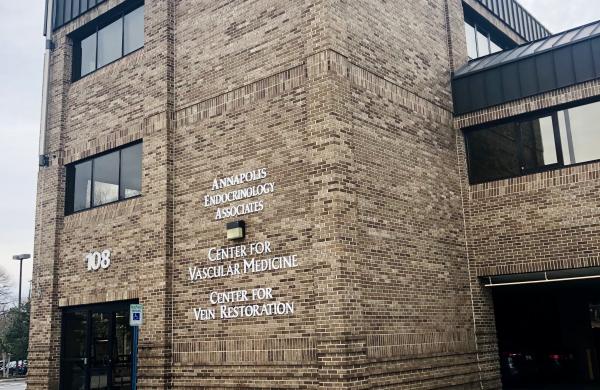 108
ANNAPOLIS
ENDOCRINOLOGY
ASSOCIATES
CENTER FOR
VASCULAR MEDICINE
CENTER FOR
VEIN RESTORATION